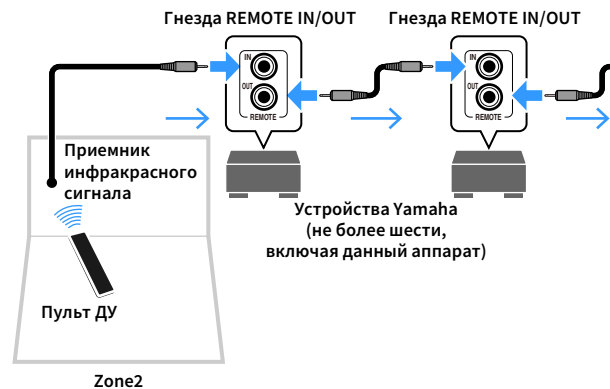 Гнезда REMOTE IN/OUT
Гнезда REMOTE IN/OUT
IN
OUT
REMOTE
IN
OUT
REMOTE
Приемник
инфракрасного
сигнала
Устройства Yamaha
(не более шести,
включая данный аппарат)
Пульт ДУ
Zone2